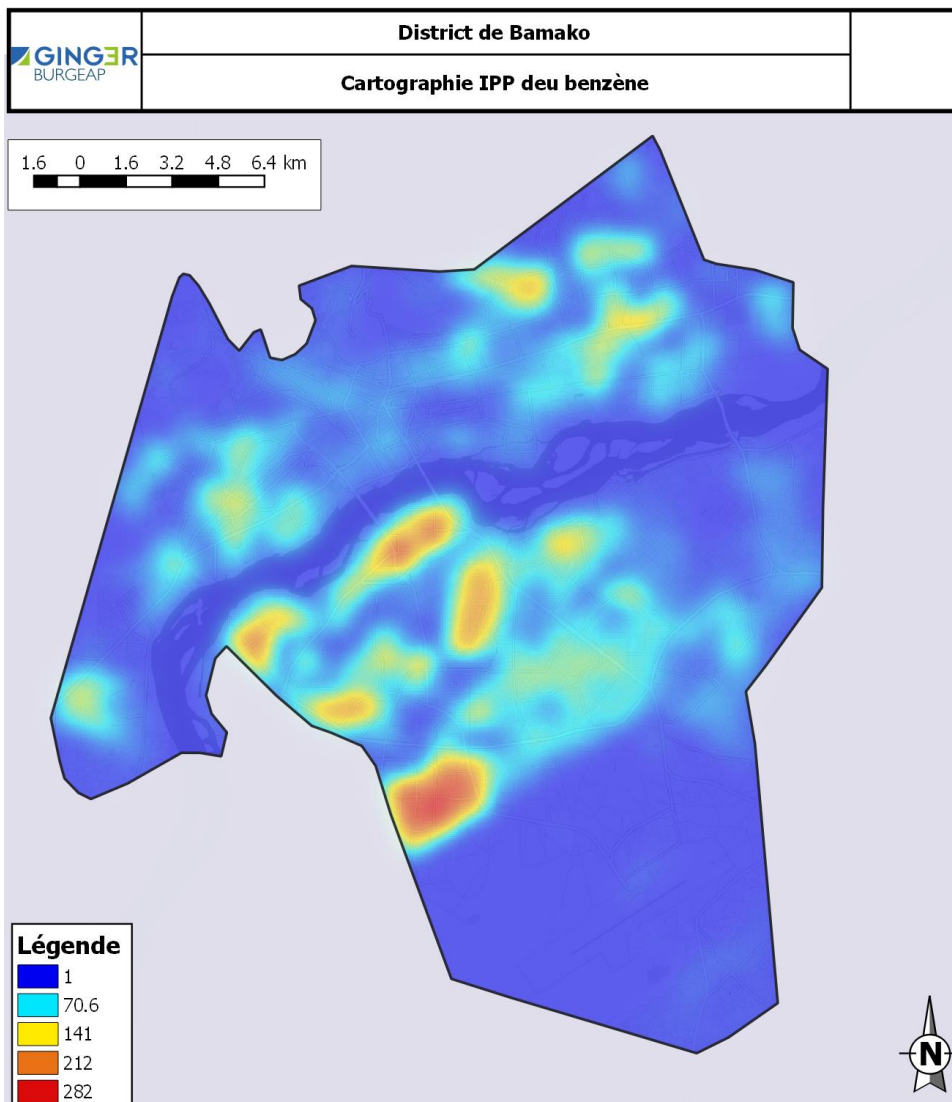 GINGER
BURGEAP
District de Bamako
Cartographie IPP deu benzène
1.6 0 1.6 3.2 4.8 6.4 km
Légende
1
70.6
141
212
282
N